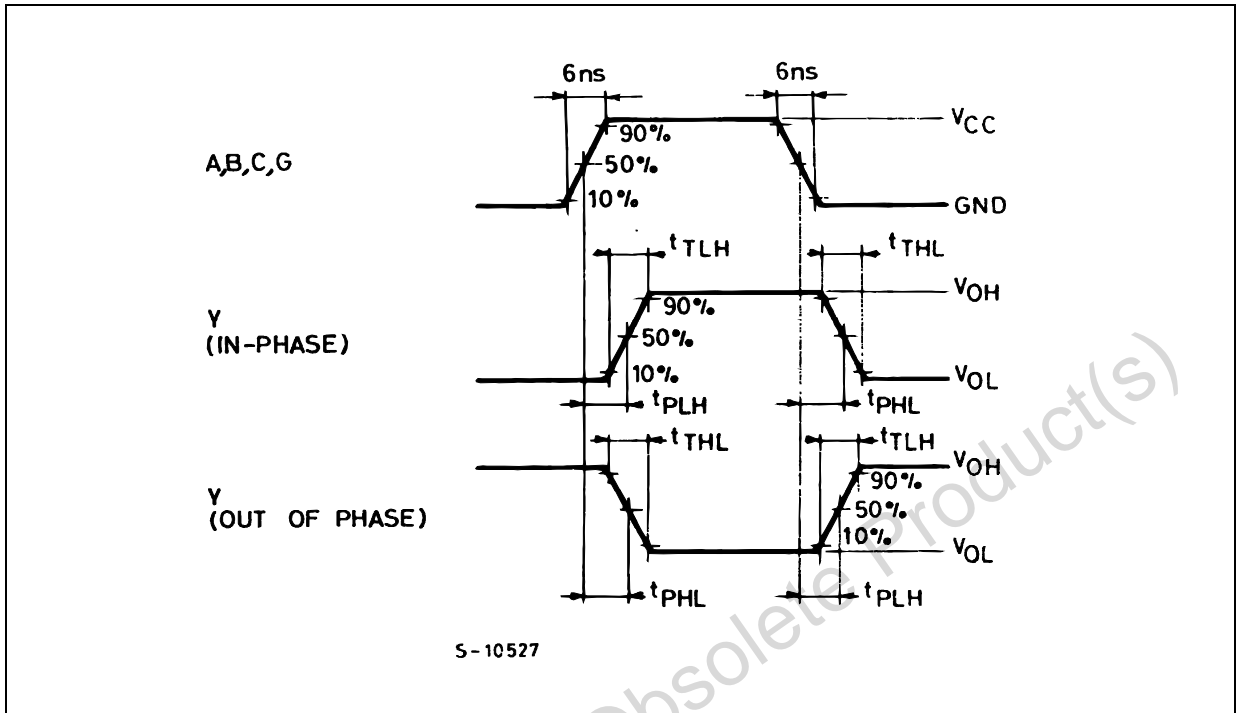 6ns
6ns
VCC
90%
A,B,C,G
50%
10%
GND
tTLH
tTHL
VOH
90%
Y
(IN-PHASE)
50%
10%
VOL
tPLH
tPHL
tTHL
tTLH
VOH
90%
Y
(OUT OF PHASE)
50%
10%
VOL
tPHL
tPLH
S-10527
Obsolete Product(s)